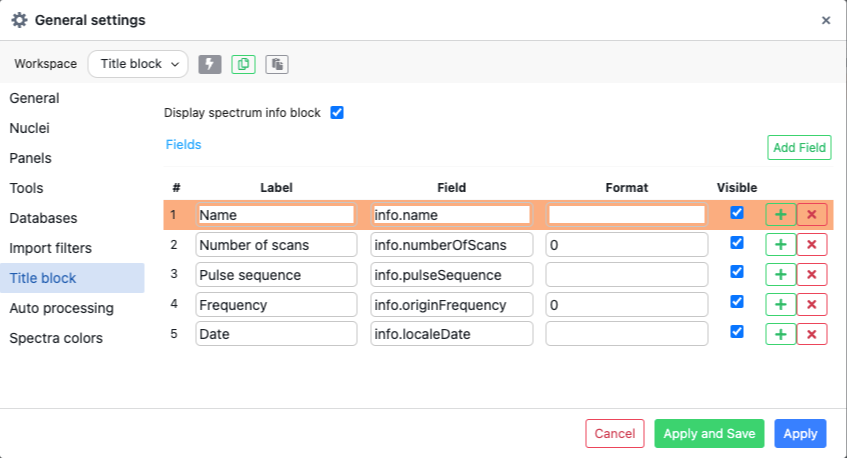 General settings ×
Workspace Title block
General
Nuclei
Panels
Tools
Databases
Import filters
Title block
Auto processing
Spectra colors
Display spectrum info block
Fields
Add Field
# Label Field Format Visible
1 Name info.name
2 Number of scans info.numberOfScans 0
3 Pulse sequence info.pulseSequence
4 Frequency info.originFrequency 0
5 Date info.localeDate
Cancel Apply and Save Apply